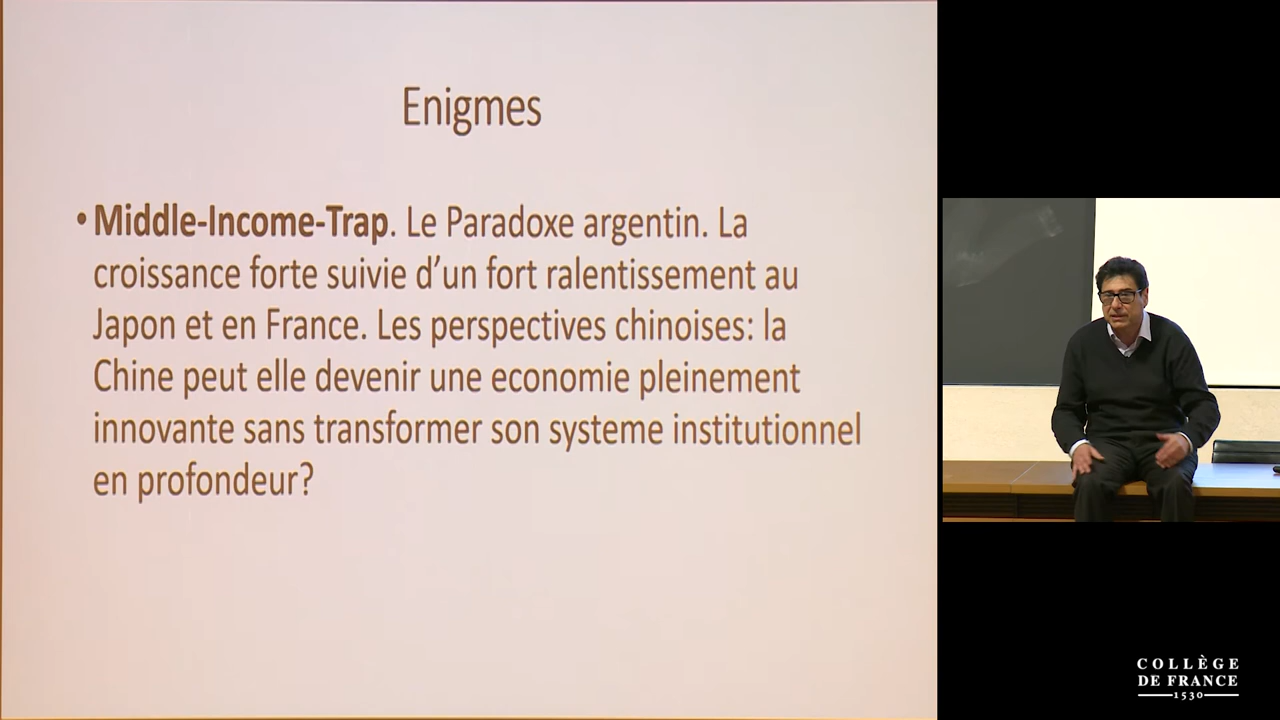 Enigmes
• Middle-Income-Trap. Le Paradoxe argentin. La
croissance forte suivie d’un fort ralentissement au
Japon et en France. Les perspectives chinoises: la
Chine peut elle devenir une economie pleinement
innovante sans transformer son systeme institutionnel
en profondeur?
COLLÈGE
DE FRANCE
1530